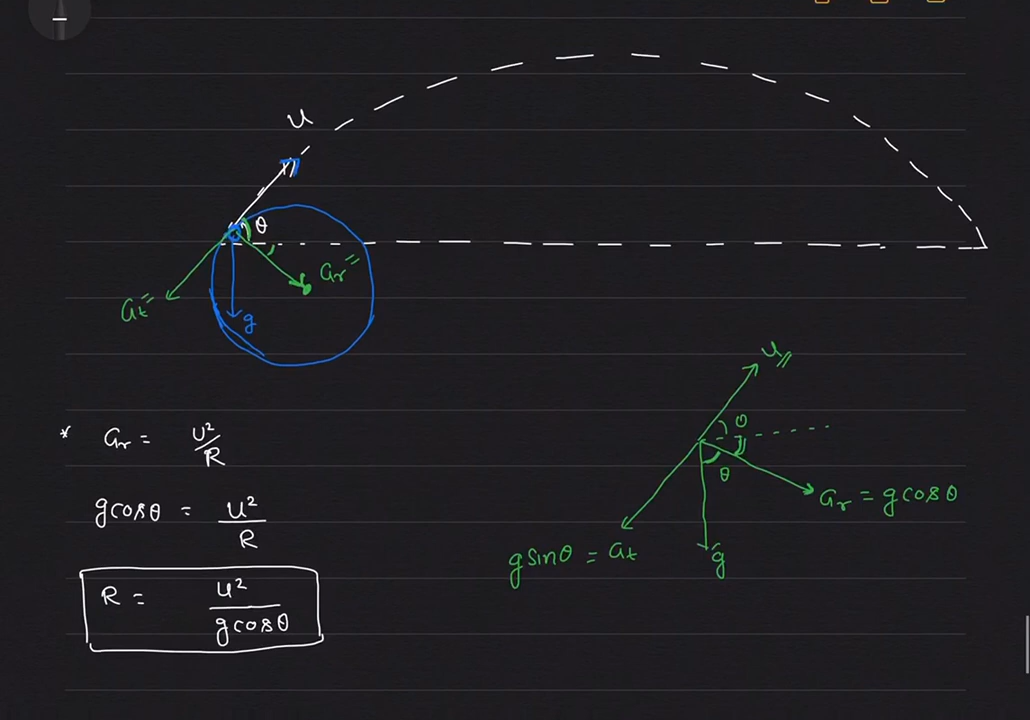 u
θ
ar =
at =
g
u
θ
θ
ar = g cosθ
g sinθ = at
g
* ar = u²/R
g cosθ = u²/R
R = u²/g cosθ